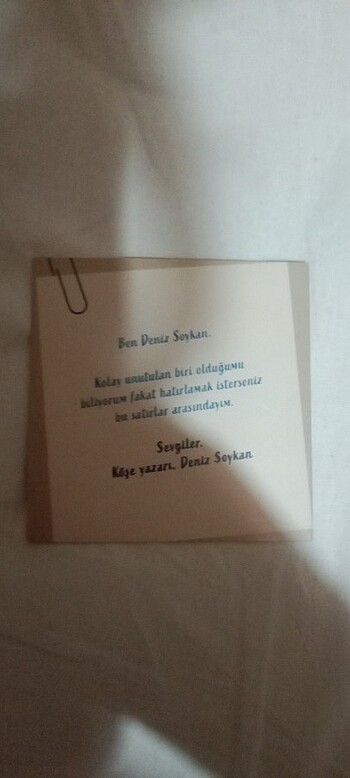 Ben Deniz Soykan.
Kolay unutulan biri olduğumu
biliyorum fakat hatırlamak isterseniz
bu satırlar arasındayım.
Sevgiler.
Köşe yazarı, Deniz Soykan